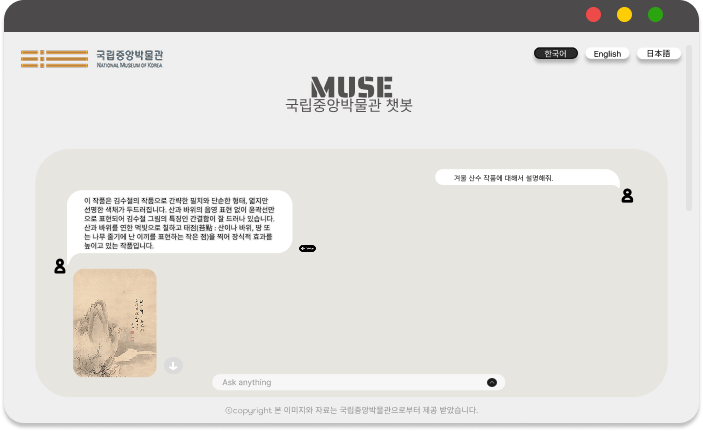 국립중앙박물관
NATIONAL MUSEUM OF KOREA
한국어
English
日本語
MUSE
국립중앙박물관 챗봇
겨울 산수 작품에 대해서 설명해줘.
이 작품은 김수철의 작품으로 간략한 필치와 단순한 형태, 옅지만
선명한 색채가 두드러집니다. 산과 바위의 음영 표현 없이 윤곽선만
으로 표현되어 김수철 그림의 특징인 간결함이 잘 드러나 있습니다.
산과 바위를 연한 먹빛으로 칠하고 태점(苔點 : 산이나 바위, 땅 또
는 나무 줄기에 난 이끼를 표현하는 작은 점)을 찍어 장식적 효과를
높이고 있는 작품입니다.
Ask anything
©copyright 본 이미지와 자료는 국립중앙박물관으로부터 제공 받았습니다.